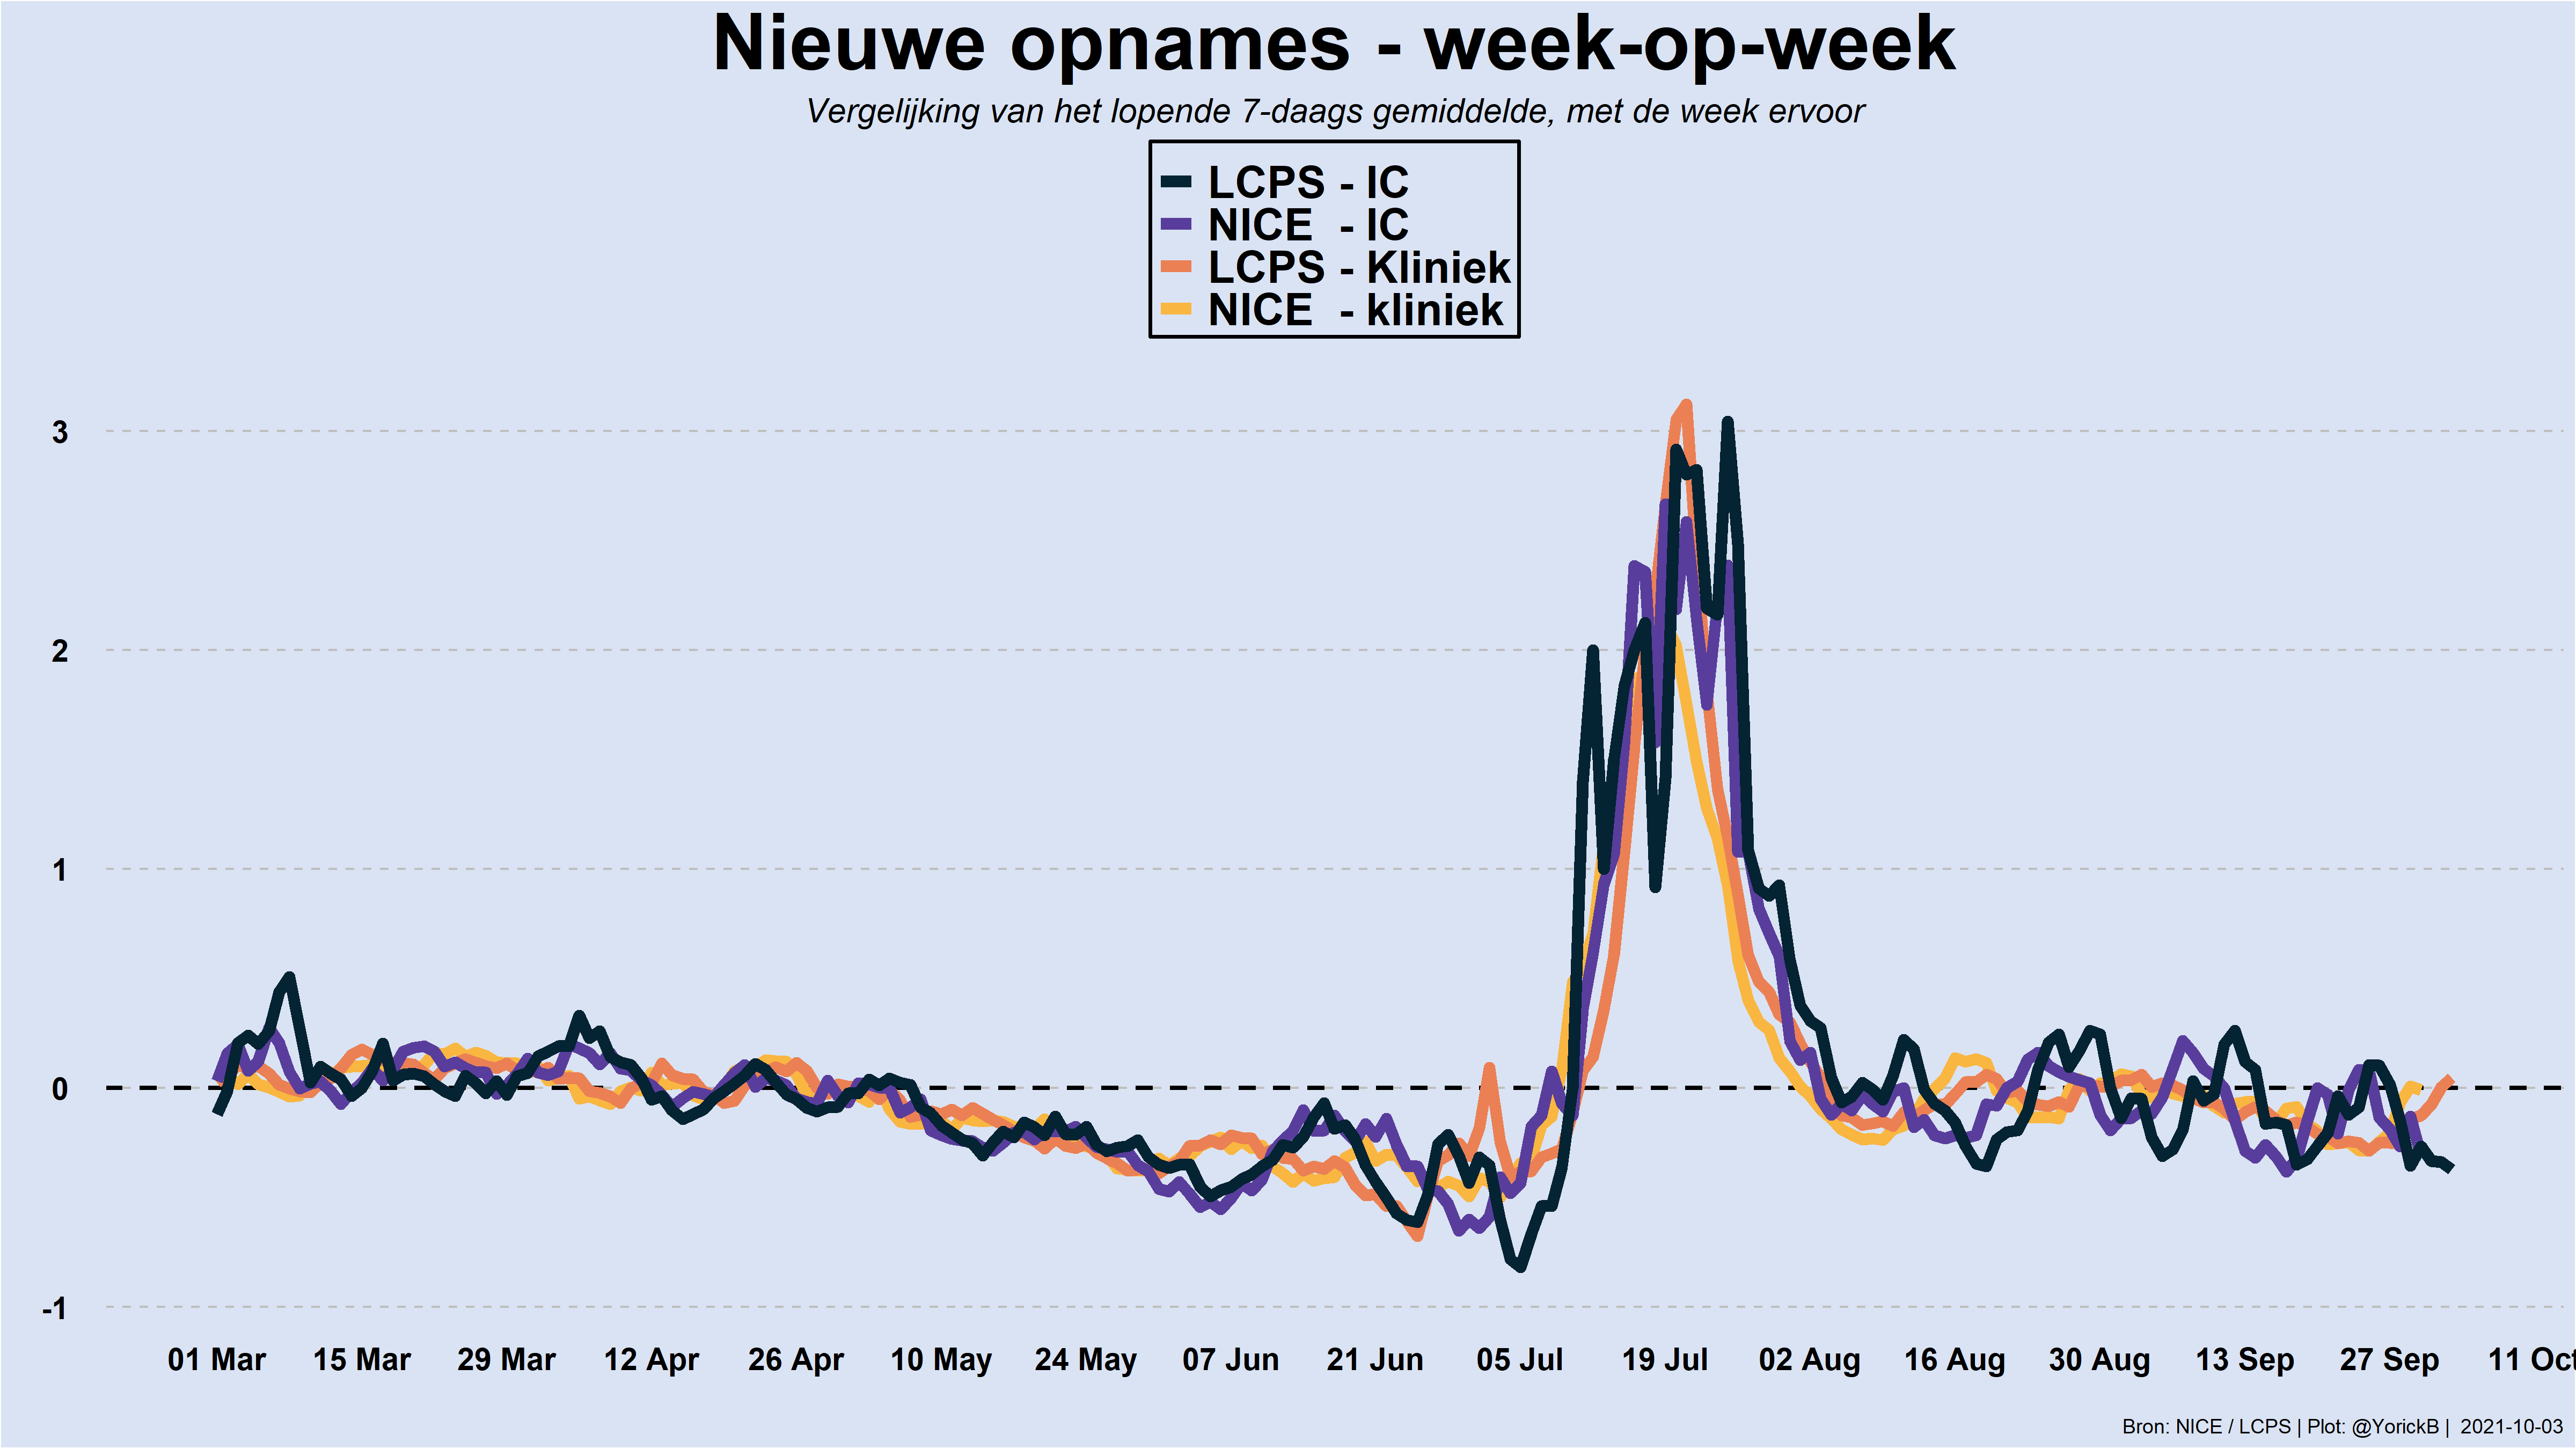 Nieuwe opnames - week-op-week
Vergelijking van het lopende 7-daags gemiddelde, met de week ervoor
LCPS - IC
NICE - IC
LCPS - Kliniek
NICE - kliniek
3
2
1
0
-1
01 Mar 15 Mar 29 Mar 12 Apr 26 Apr 10 May 24 May 07 Jun 21 Jun 05 Jul 19 Jul 02 Aug 16 Aug 30 Aug 13 Sep 27 Sep 11 Oct
Bron: NICE / LCPS | Plot: @YorickB | 2021-10-03